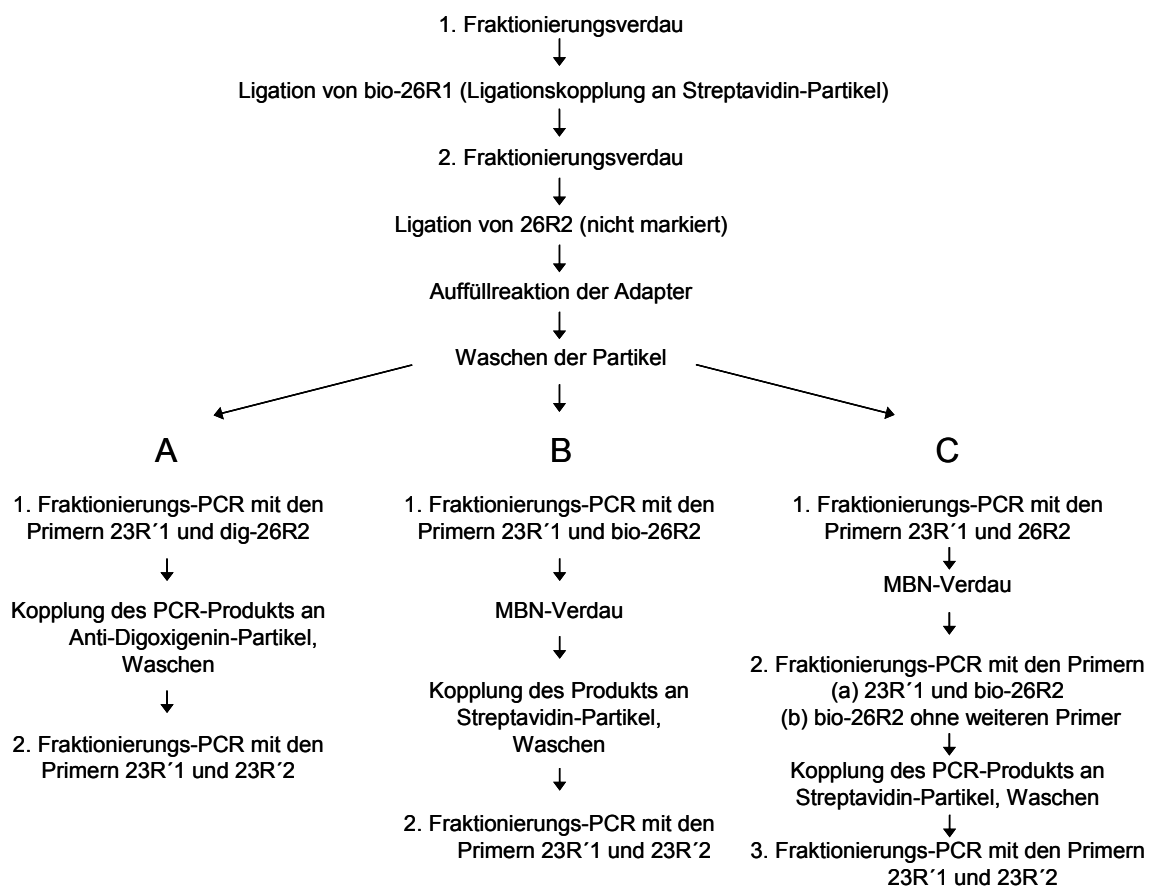 1. Fraktionierungsverdau
Ligation von bio-26R1 (Ligationskopplung an Streptavidin-Partikel)
2. Fraktionierungsverdau
Ligation von 26R2 (nicht markiert)
Auffüllreaktion der Adapter
Waschen der Partikel
A
1. Fraktionierungs-PCR mit den
Primern 23R´1 und dig-26R2
Kopplung des PCR-Produkts an
Anti-Digoxigenin-Partikel,
Waschen
2. Fraktionierungs-PCR mit den
Primern 23R´1 und 23R´2
B
1. Fraktionierungs-PCR mit den
Primern 23R´1 und bio-26R2
MBN-Verdau
Kopplung des Produkts an
Streptavidin-Partikel,
Waschen
2. Fraktionierungs-PCR mit den
Primern 23R´1 und 23R´2
C
1. Fraktionierungs-PCR mit den
Primern 23R´1 und 26R2
MBN-Verdau
2. Fraktionierungs-PCR mit den Primern
(a) 23R´1 und bio-26R2
(b) bio-26R2 ohne weiteren Primer
Kopplung des PCR-Produkts an
Streptavidin-Partikel, Waschen
3. Fraktionierungs-PCR mit den Primern
23R´1 und 23R´2